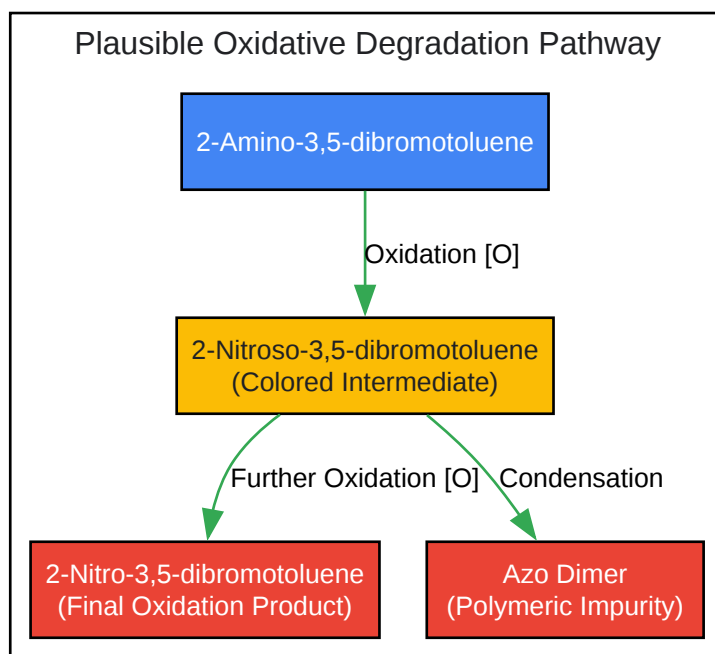 Plausible Oxidative Degradation Pathway
2-Amino-3,5-dibromotoluene
Oxidation [O]
2-Nitroso-3,5-dibromotoluene
(Colored Intermediate)
Further Oxidation [O]
Condensation
2-Nitro-3,5-dibromotoluene
(Final Oxidation Product)
Azo Dimer
(Polymeric Impurity)